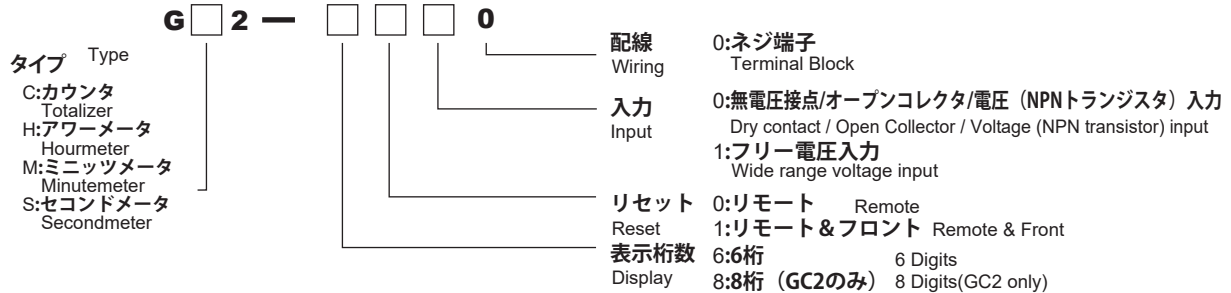 G□2 — □□□0
タイプ Type
C:カウンタ
Totalizer
H:アワーメータ
Hourmeter
M:ミニッツメータ
Minutemeter
S:セコンドメータ
Secondmeter
配線 0:ネジ端子
Wiring Terminal Block
入力 0:無電圧接点/オープンコレクタ/電圧（NPNトランジスタ）入力
Input Dry contact / Open Collector / Voltage (NPN transistor) input
1:フリー電圧入力
Wide range voltage input
リセット 0:リモート Remote
Reset 1:リモート＆フロント Remote & Front
表示桁数 6:6桁 6 Digits
Display 8:8桁（GC2のみ） 8 Digits(GC2 only)